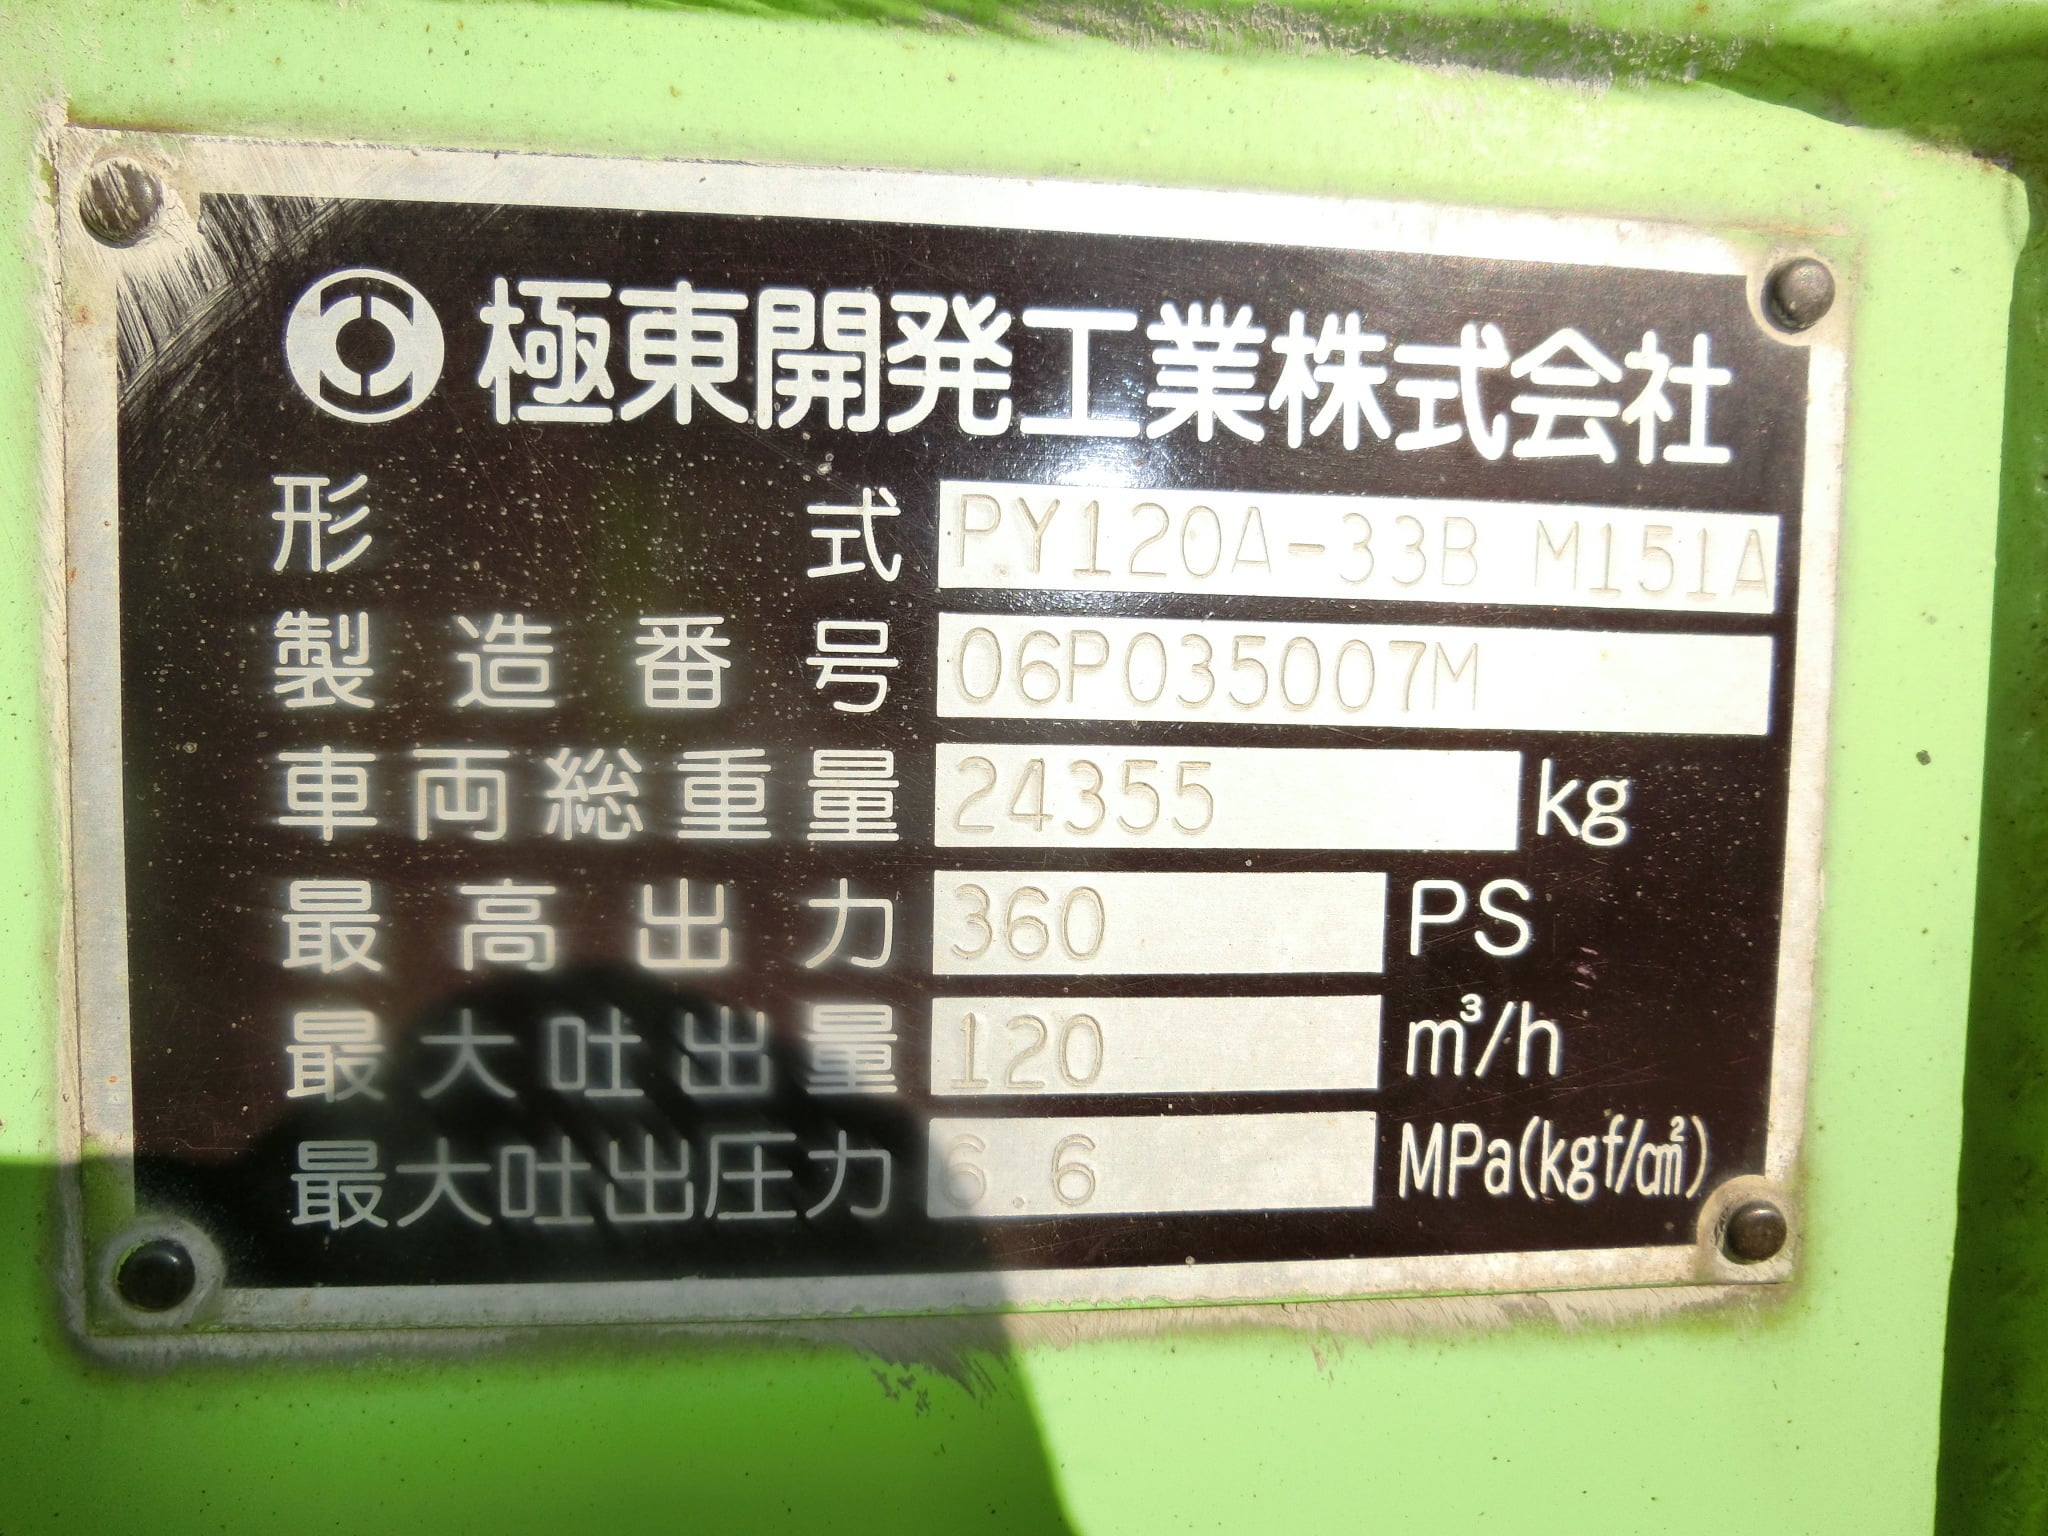 極東開発工業株式会社
形式 PY120A-33B M151A
製造番号 06P035007M
車両総重量 24355 kg
最高出力 360 PS
最大吐出量 120 m³/h
最大吐出圧力 6.6 MPa(kgf/c㎡)